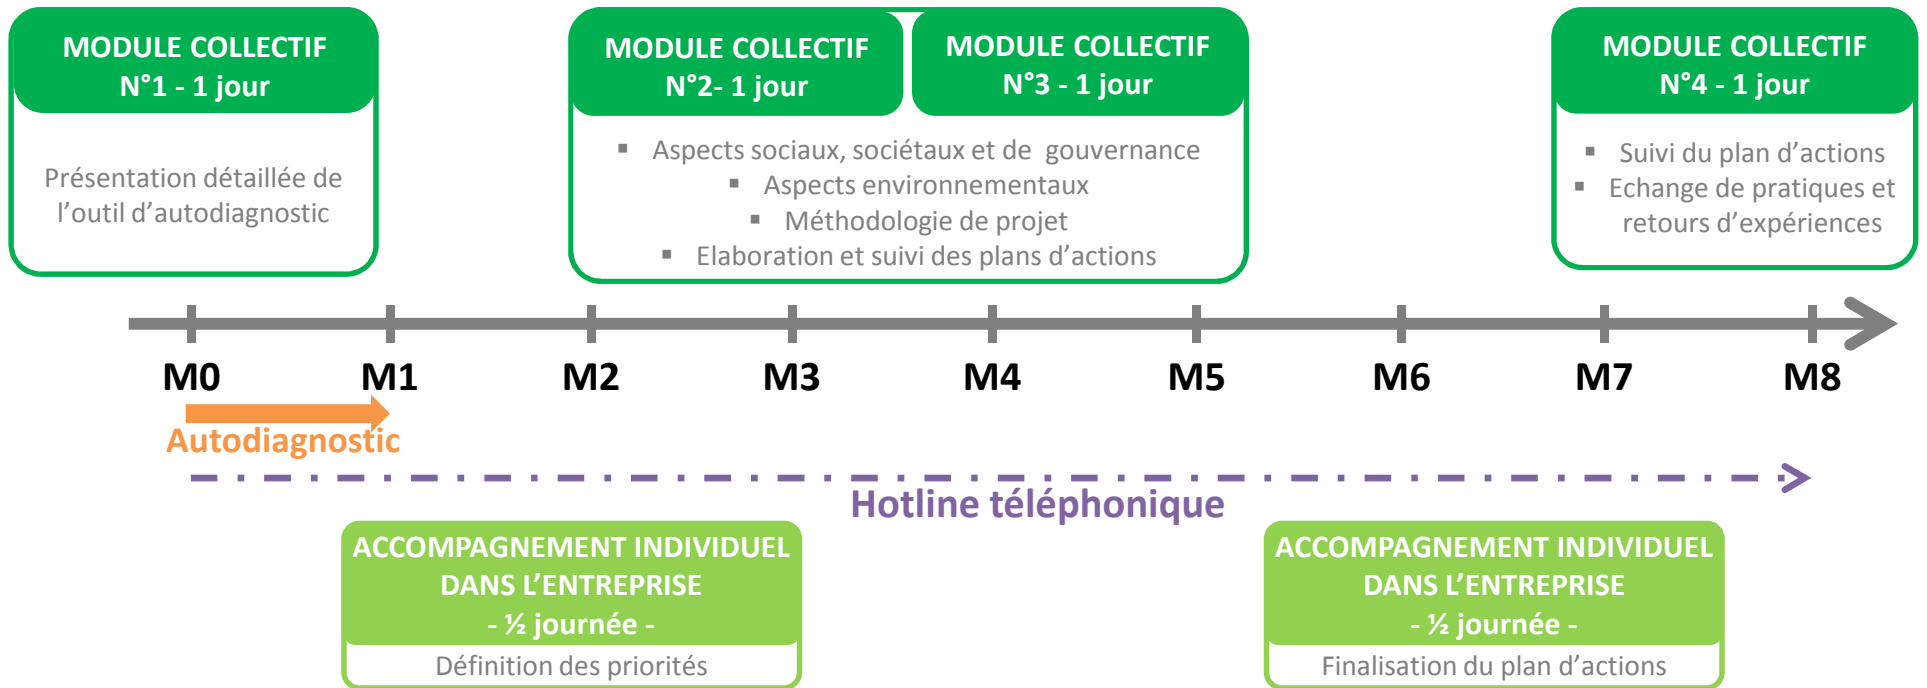 MODULE COLLECTIF
N°1 - 1 jour
Présentation détaillée de
l’outil d’autodiagnostic
MODULE COLLECTIF
N°2- 1 jour
MODULE COLLECTIF
N°3 - 1 jour
▪ Aspects sociaux, sociétaux et de gouvernance
▪ Aspects environnementaux
▪ Méthodologie de projet
▪ Elaboration et suivi des plans d’actions
MODULE COLLECTIF
N°4 - 1 jour
▪ Suivi du plan d’actions
▪ Echange de pratiques et
retours d’expériences
M0 M1 M2 M3 M4 M5 M6 M7 M8
Autodiagnostic
Hotline téléphonique
ACCOMPAGNEMENT INDIVIDUEL
DANS L’ENTREPRISE
- ½ journée -
Définition des priorités
ACCOMPAGNEMENT INDIVIDUEL
DANS L’ENTREPRISE
- ½ journée -
Finalisation du plan d’actions